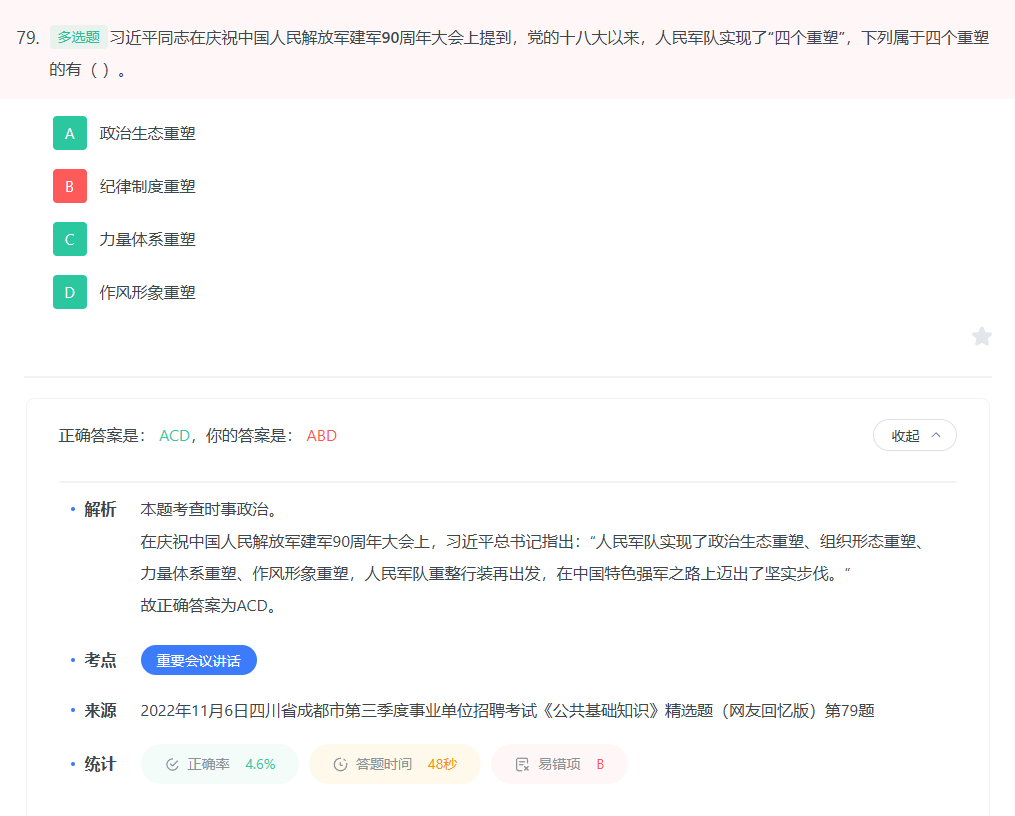 79. 多选题 习近平同志在庆祝中国人民解放军建军90周年大会上提到，党的十八大以来，人民军队实现了“四个重塑”，下列属于四个重塑
的有（ ）。
A 政治生态重塑
B 纪律制度重塑
C 力量体系重塑
D 作风形象重塑
正确答案是： ACD，你的答案是： ABD
收起
解析 本题考查时事政治。
在庆祝中国人民解放军建军90周年大会上，习近平总书记指出：“人民军队实现了政治生态重塑、组织形态重塑、
力量体系重塑、作风形象重塑，人民军队重整行装再出发，在中国特色强军之路上迈出了坚实步伐。”
故正确答案为ACD。
考点 重要会议讲话
来源 2022年11月6日四川省成都市第三季度事业单位招聘考试《公共基础知识》精选题（网友回忆版）第79题
统计 正确率 4.6% 答题时间 48秒 易错项 B